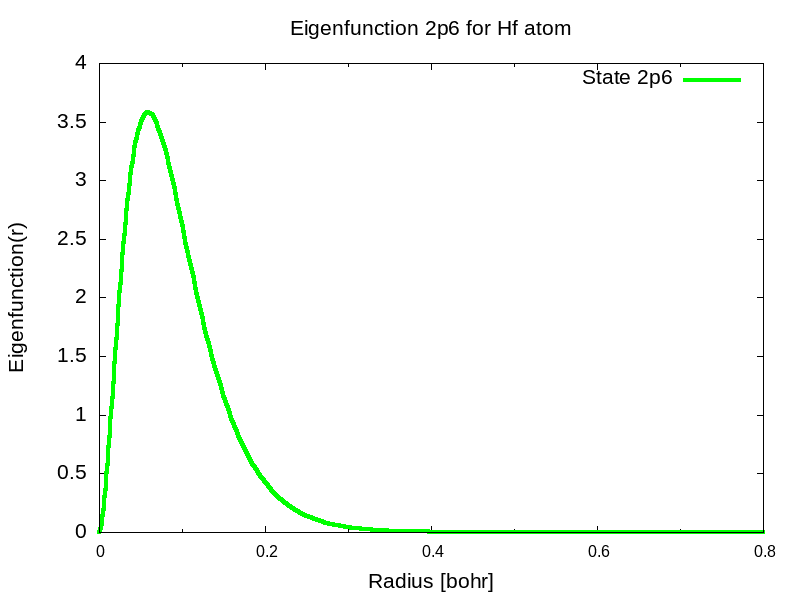 Eigenfunction 2p6 for Hf atom
State 2p6
4
3.5
3
2.5
2
1.5
1
0.5
0
Eigenfunction(r)
0 0.2 0.4 0.6 0.8
Radius [bohr]